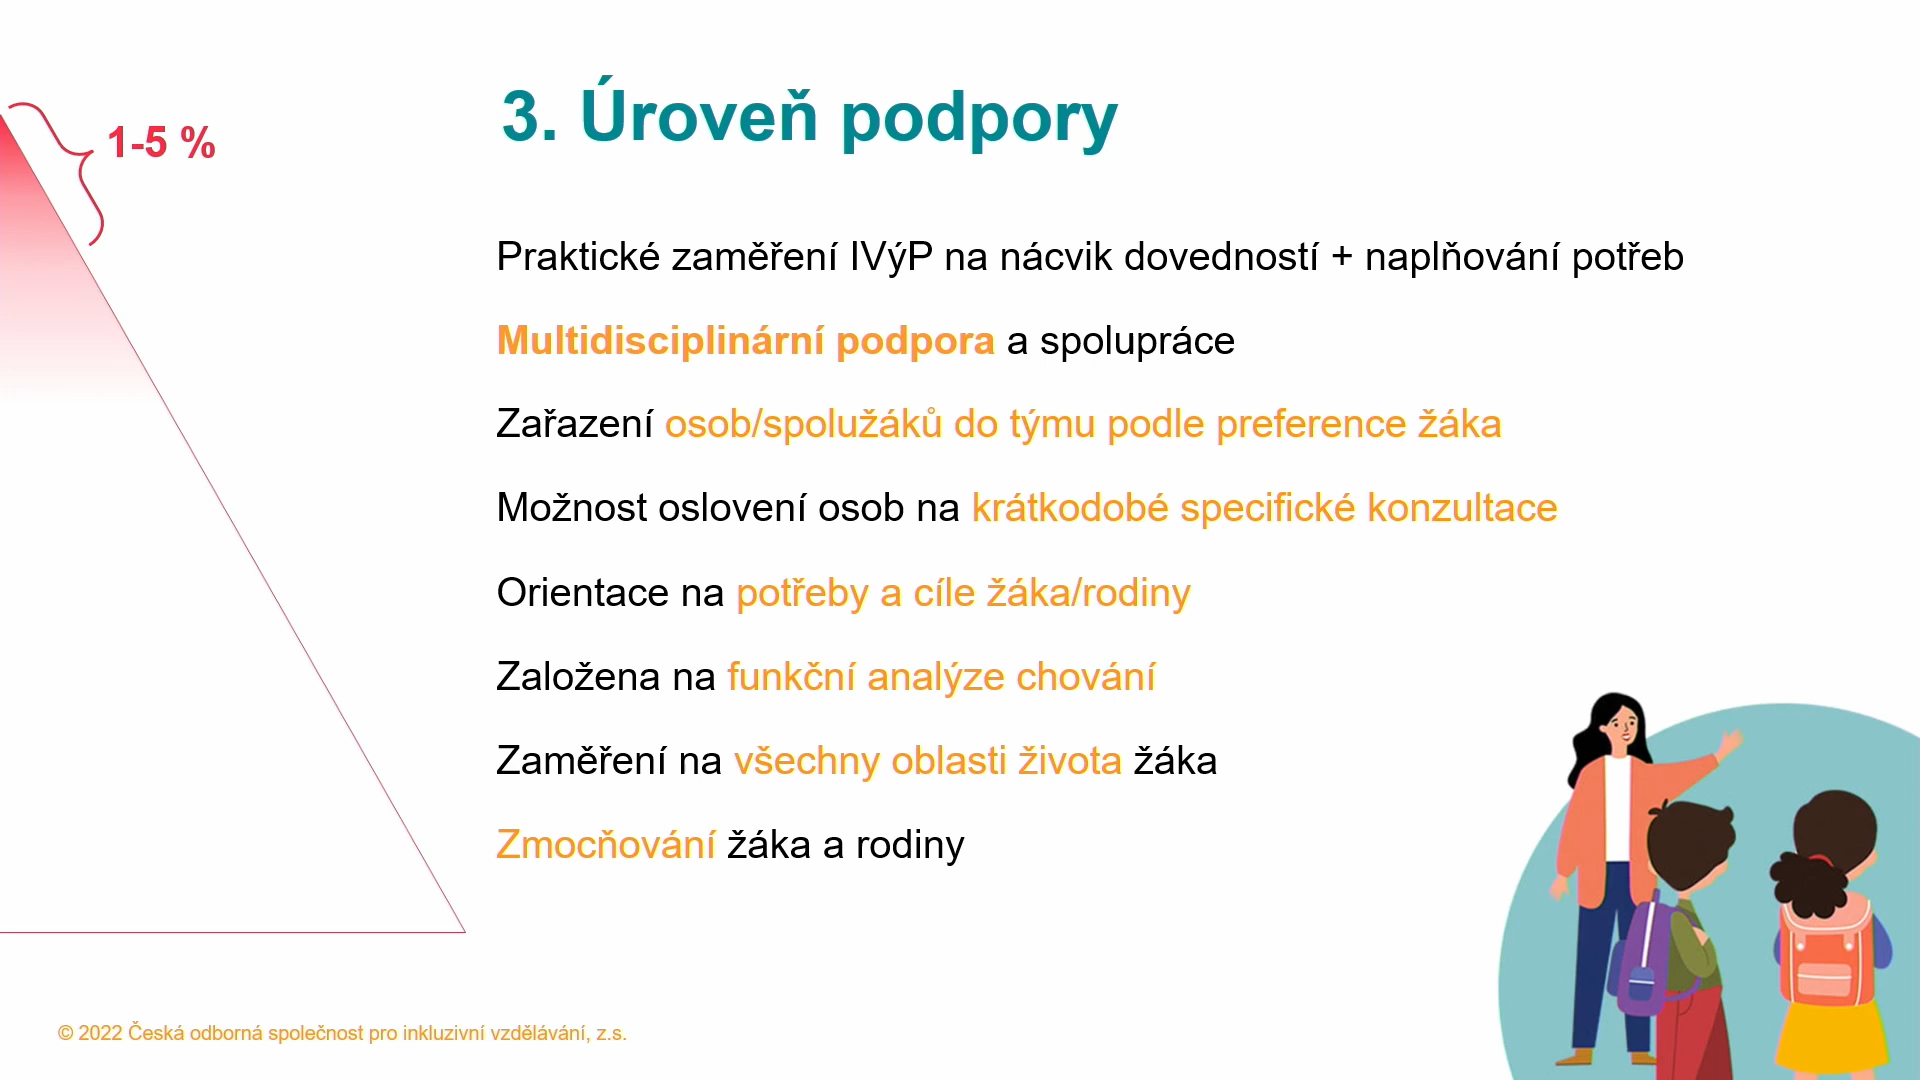 1-5 %
3. Úroveň podpory
Praktické zaměření IVýP na nácvik dovedností + naplňování potřeb
Multidisciplinární podpora a spolupráce
Zařazení osob/spolužáků do týmu podle preference žáka
Možnost oslovení osob na krátkodobé specifické konzultace
Orientace na potřeby a cíle žáka/rodiny
Založena na funkční analýze chování
Zaměření na všechny oblasti života žáka
Zmocňování žáka a rodiny
© 2022 Česká odborná společnost pro inkluzivní vzdělávání, z.s.